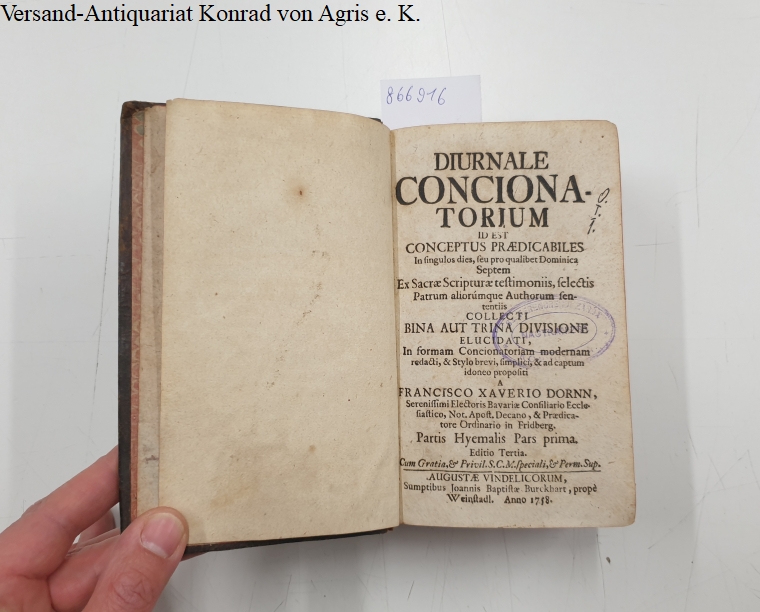 Versand-Antiquariat Konrad von Agris e. K.
866916
DIURNALE
CONCIONA-
TORIUM
ID EST
CONCEPTUS PRÆDICABILES
In singulos dies, seu pro qualibet Dominica
Septem
Ex Sacræ Scripturæ testimoniis, selectis
Patrum aliorúmque Authorum sen-
tentiis
COLLECTI
BINA AUT TRINA DIVISIONE
ELUCIDATI,
In formam Concionatoriam modernam
redacti, & Stylo brevi, simplici, & ad captum
idoneo propositi
A
FRANCISCO XAVERIO DORNN,
Serenissimi Electoris Bavariæ Consiliario Eccle-
siastico, Not. Apost. Decano, & Prædica-
tore Ordinario in Fridberg.
Partis Hyemalis Pars prima.
Editio Tertia.
Cum Gratia, & Privil. S. C. M. speciali, & Perm. Sup.
AUGUSTÆ VINDELICORUM,
Sumptibus Joannis Baptistæ Burckhart, propè
Weinstadl. Anno 1758.